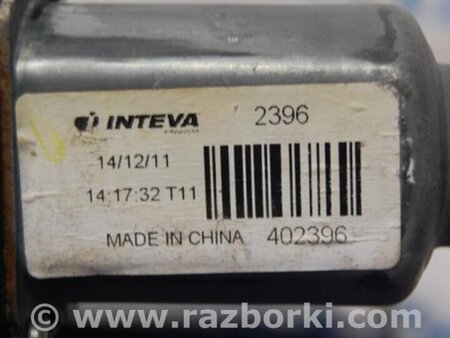 INTEVA 2396
14/12/11
14:17:32 T11
MADE IN CHINA 402396
© www.razborki.com